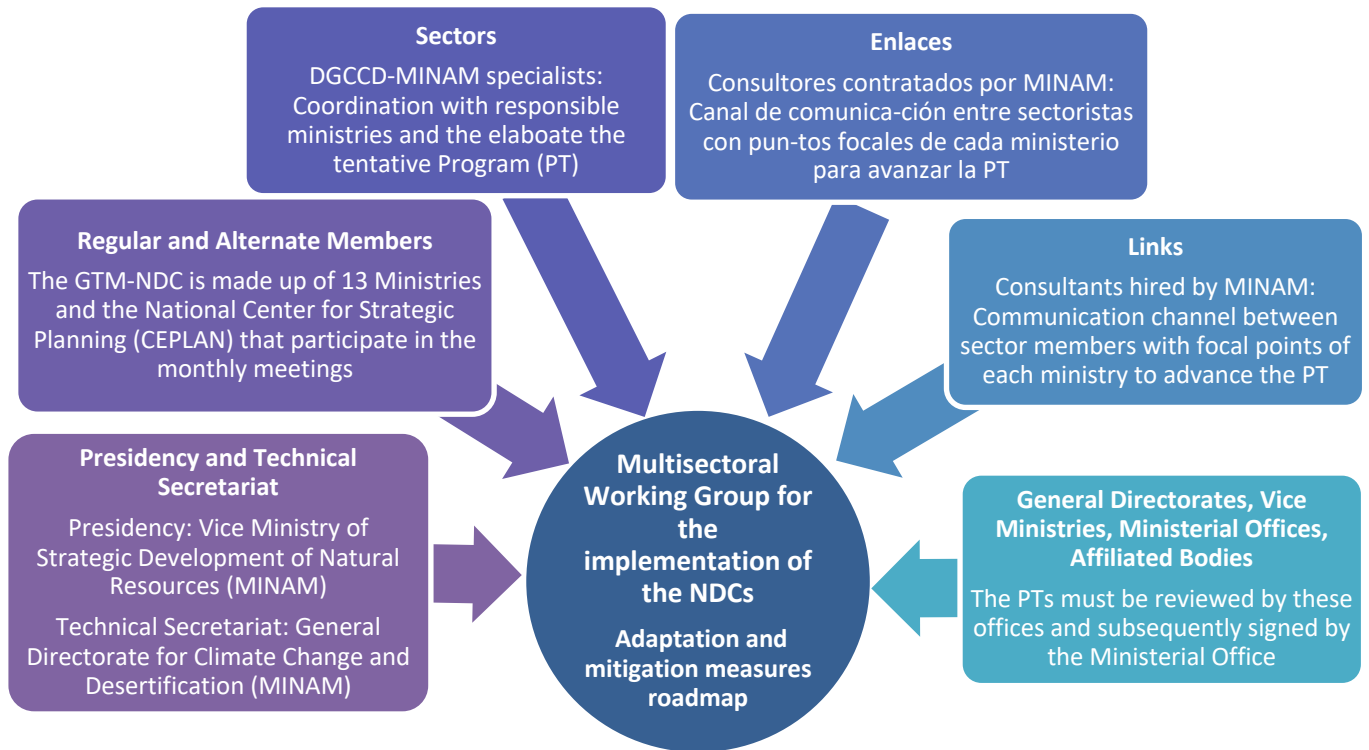 Sectors
DGCCD-MINAM specialists:
Coordination with responsible
ministries and the elaboate the
tentative Program (PT)
Enlaces
Consultores contratados por MINAM:
Canal de comunica-ción entre sectoristas
con pun-tos focales de cada ministerio
para avanzar la PT
Regular and Alternate Members
The GTM-NDC is made up of 13 Ministries
and the National Center for Strategic
Planning (CEPLAN) that participate in the
monthly meetings
Links
Consultants hired by MINAM:
Communication channel between
sector members with focal points of
each ministry to advance the PT
Presidency and Technical
Secretariat
Presidency: Vice Ministry of
Strategic Development of Natural
Resources (MINAM)
Technical Secretariat: General
Directorate for Climate Change and
Desertification (MINAM)
Multisectoral
Working Group for
the
implementation of
the NDCs
Adaptation and
mitigation measures
roadmap
General Directorates, Vice
Ministries, Ministerial Offices,
Affiliated Bodies
The PTs must be reviewed by these
offices and subsequently signed by
the Ministerial Office